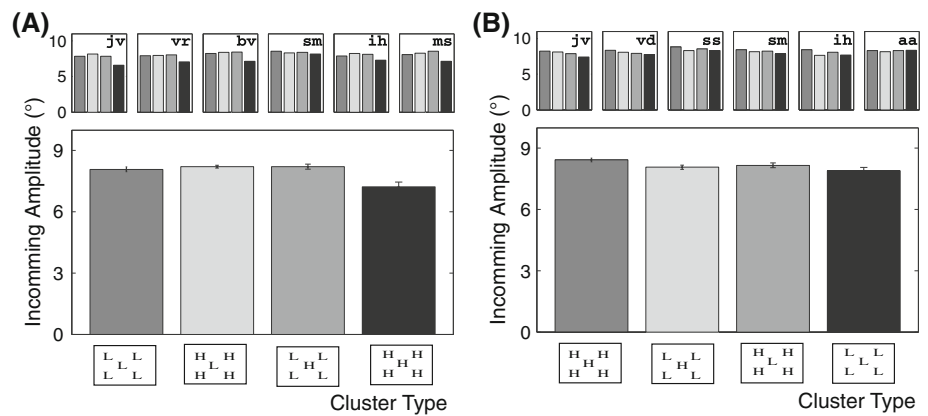 (A)
jv vr bv sm ih ms
10
5
0
Incomming Amplitude (°)
9
6
3
0
L L H H L L H H
L L H H
L L H H L L H H
Cluster Type
(B)
jv vd ss sm ih aa
10
5
0
Incomming Amplitude (°)
9
6
3
0
H H L L H H L L
H H L L
H H L L H H L L
Cluster Type